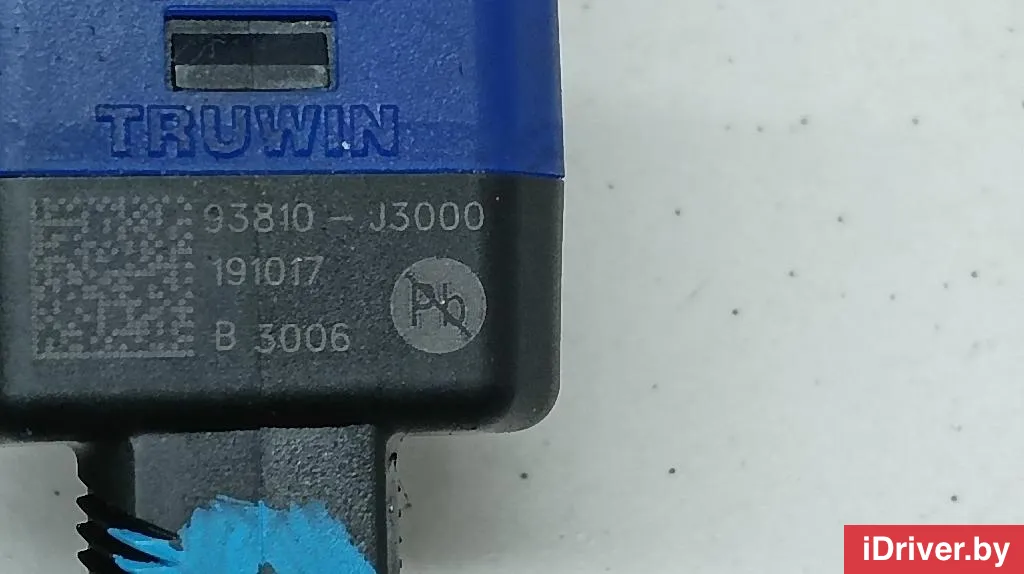 TRUWIN
93810 - J3000
191017
Pb
B 3006
iDriver.by